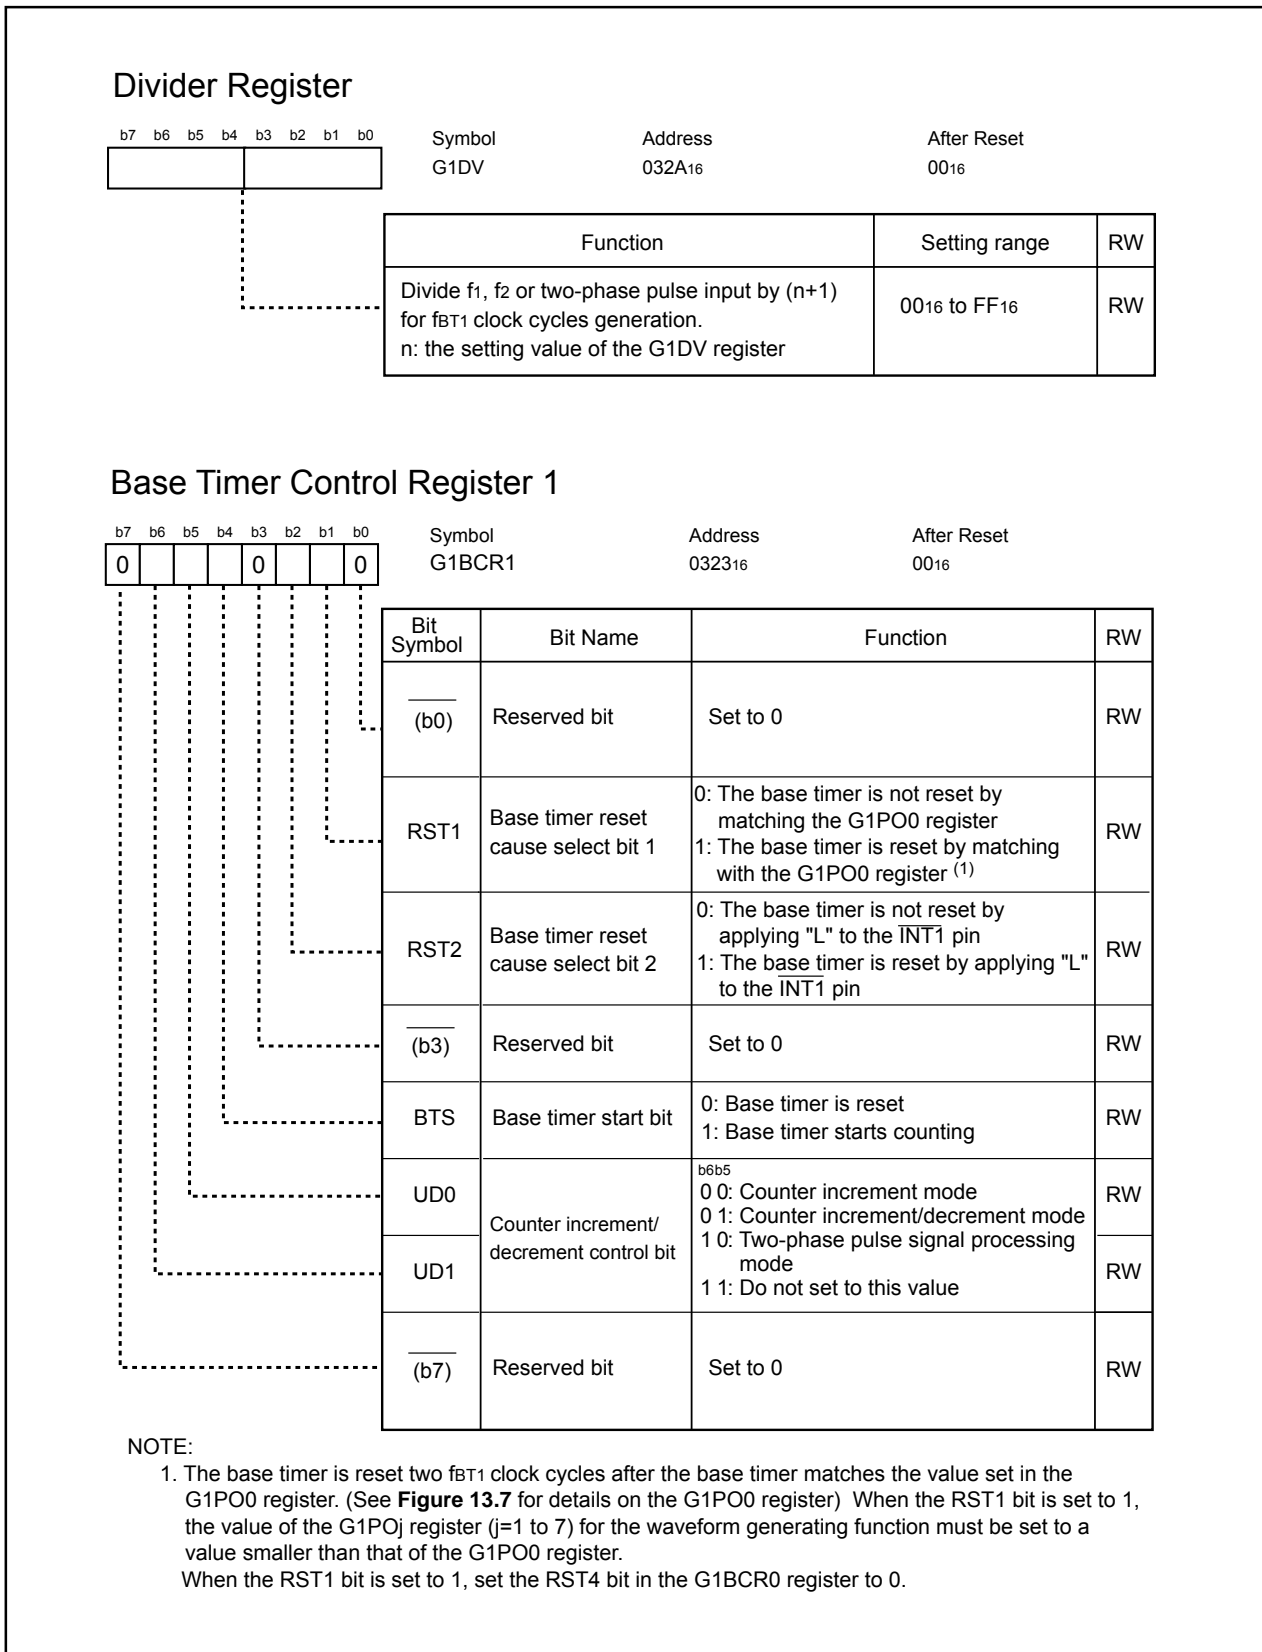 Divider Register
b7 b6 b5 b4 b3 b2 b1 b0
Symbol Address After Reset
G1DV 032A16 0016
Function Setting range RW
Divide f1, f2 or two-phase pulse input by (n+1)
for fBT1 clock cycles generation.
n: the setting value of the G1DV register
0016 to FF16 RW
Base Timer Control Register 1
b7 b6 b5 b4 b3 b2 b1 b0
0 0 0
Symbol Address After Reset
G1BCR1 032316 0016
Bit
Symbol
Bit Name Function RW
(b0) Reserved bit Set to 0 RW
RST1
Base timer reset
cause select bit 1
0: The base timer is not reset by
matching the G1PO0 register
1: The base timer is reset by matching
with the G1PO0 register (1)
RW
RST2
Base timer reset
cause select bit 2
0: The base timer is not reset by
applying "L" to the INT1 pin
1: The base timer is reset by applying "L"
to the INT1 pin
RW
(b3) Reserved bit Set to 0 RW
BTS Base timer start bit
0: Base timer is reset
1: Base timer starts counting
RW
UD0
UD1
Counter increment/
decrement control bit
b6b5
0 0: Counter increment mode
0 1: Counter increment/decrement mode
1 0: Two-phase pulse signal processing
mode
1 1: Do not set to this value
RW
RW
(b7) Reserved bit Set to 0 RW
NOTE:
1. The base timer is reset two fBT1 clock cycles after the base timer matches the value set in the
G1PO0 register. (See Figure 13.7 for details on the G1PO0 register) When the RST1 bit is set to 1,
the value of the G1POj register (j=1 to 7) for the waveform generating function must be set to a
value smaller than that of the G1PO0 register.
When the RST1 bit is set to 1, set the RST4 bit in the G1BCR0 register to 0.